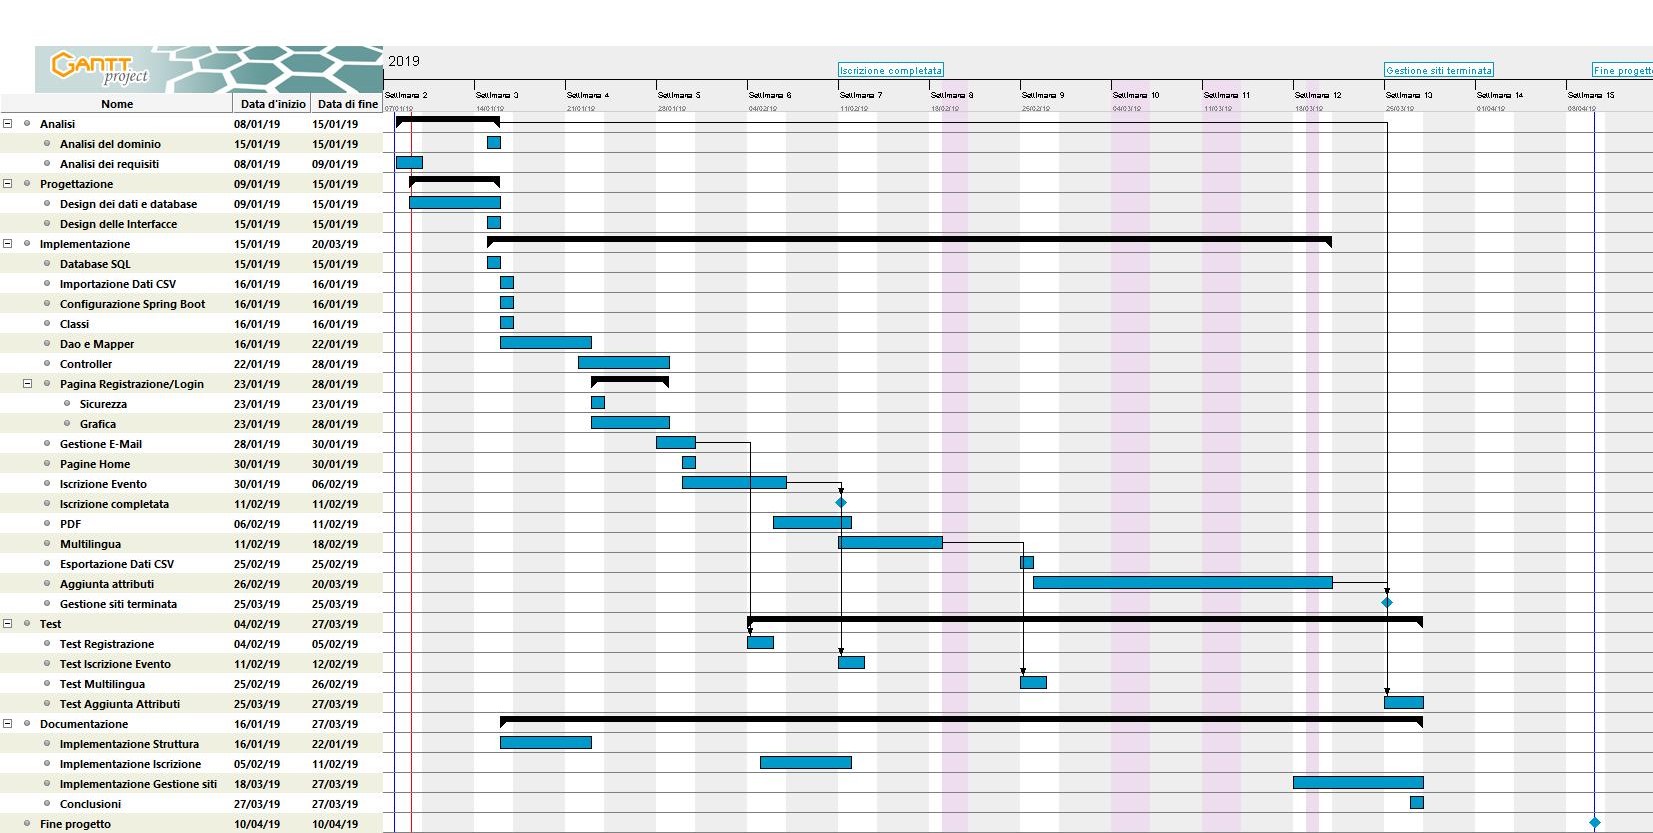 GANTT
project
2019
Iscrizione completata
Gestione siti terminata
Fine progetto
Settimana 2
Settimana 3
Settimana 4
Settimana 5
Settimana 6
Settimana 7
Settimana 8
Settimana 9
Settimana 10
Settimana 11
Settimana 12
Settimana 13
Settimana 14
Settimana 15
07/01/19
14/01/19
21/01/19
28/01/19
04/02/19
11/02/19
18/02/19
25/02/19
04/03/19
11/03/19
18/03/19
25/03/19
01/04/19
08/04/19
Nome Data d'inizio Data di fine
Analisi 08/01/19 15/01/19
Analisi del dominio 15/01/19 15/01/19
Analisi dei requisiti 08/01/19 09/01/19
Progettazione 09/01/19 15/01/19
Design dei dati e database 09/01/19 15/01/19
Design delle Interfacce 15/01/19 15/01/19
Implementazione 15/01/19 20/03/19
Database SQL 15/01/19 15/01/19
Importazione Dati CSV 16/01/19 16/01/19
Configurazione Spring Boot 16/01/19 16/01/19
Classi 16/01/19 16/01/19
Dao e Mapper 16/01/19 22/01/19
Controller 22/01/19 28/01/19
Pagina Registrazione/Login 23/01/19 28/01/19
Sicurezza 23/01/19 23/01/19
Grafica 23/01/19 28/01/19
Gestione E-Mail 28/01/19 30/01/19
Pagine Home 30/01/19 30/01/19
Iscrizione Evento 30/01/19 06/02/19
Iscrizione completata 11/02/19 11/02/19
PDF 06/02/19 11/02/19
Multilingua 11/02/19 18/02/19
Esportazione Dati CSV 25/02/19 25/02/19
Aggiunta attributi 26/02/19 20/03/19
Gestione siti terminata 25/03/19 25/03/19
Test 04/02/19 27/03/19
Test Registrazione 04/02/19 05/02/19
Test Iscrizione Evento 11/02/19 12/02/19
Test Multilingua 25/02/19 26/02/19
Test Aggiunta Attributi 25/03/19 27/03/19
Documentazione 16/01/19 27/03/19
Implementazione Struttura 16/01/19 22/01/19
Implementazione Iscrizione 05/02/19 11/02/19
Implementazione Gestione siti 18/03/19 27/03/19
Conclusioni 27/03/19 27/03/19
Fine progetto 10/04/19 10/04/19